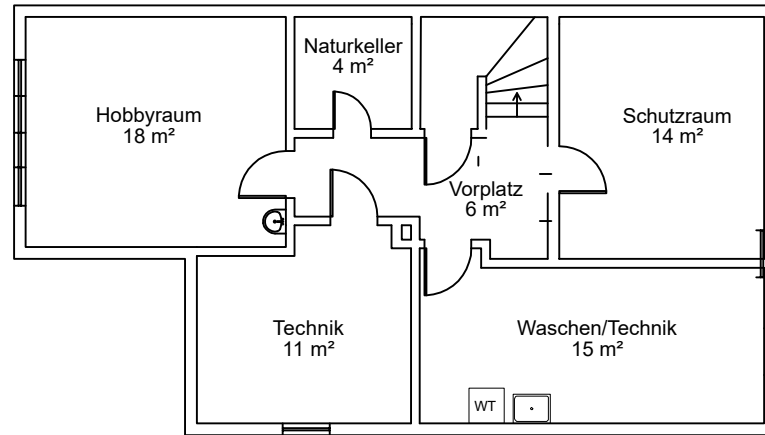 Naturkeller
4 m²
Hobbyraum
18 m²
Schutzraum
14 m²
Vorplatz
6 m²
Technik
11 m²
Waschen/Technik
15 m²
WT